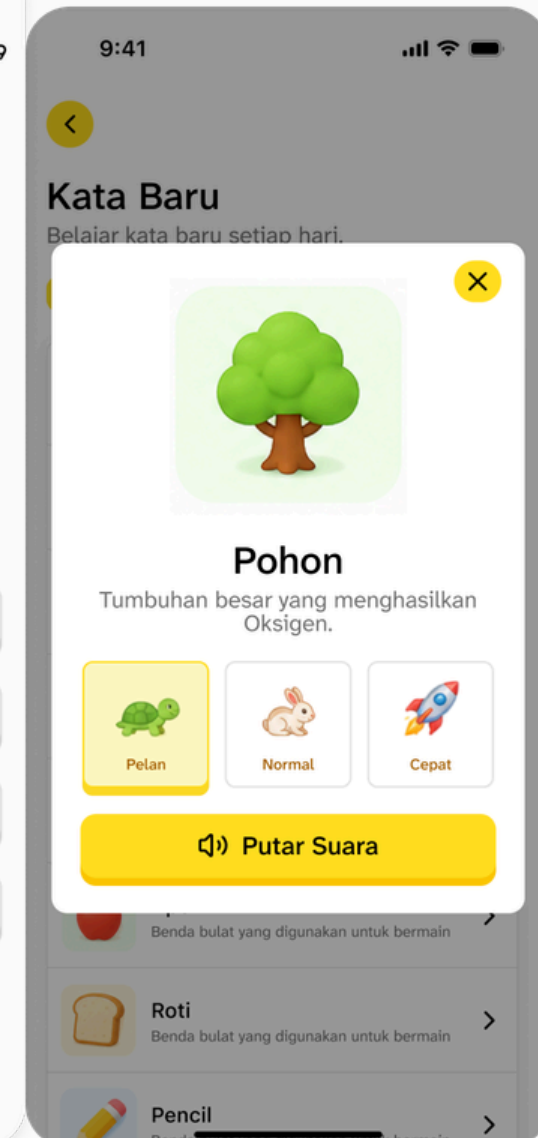 9:41
Kata Baru
Belajar kata baru setiap hari.
Pohon
Tumbuhan besar yang menghasilkan
Oksigen.
Pelan
Normal
Cepat
Putar Suara
Benda bulat yang digunakan untuk bermain
Roti
Benda bulat yang digunakan untuk bermain
Pencil